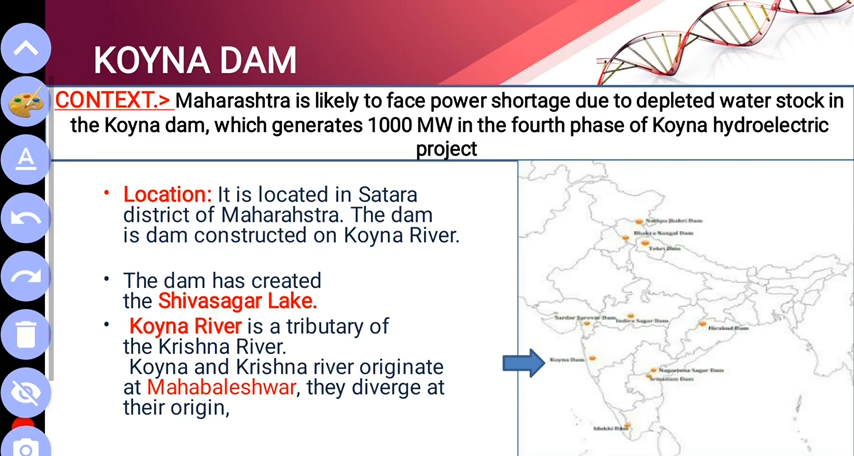 KOYNA DAM
CONTEXT.> Maharashtra is likely to face power shortage due to depleted water stock in
the Koyna dam, which generates 1000 MW in the fourth phase of Koyna hydroelectric
project
• Location: It is located in Satara
district of Maharahstra. The dam
is dam constructed on Koyna River.
• The dam has created
the Shivasagar Lake.
• Koyna River is a tributary of
the Krishna River.
Koyna and Krishna river originate
at Mahabaleshwar, they diverge at
their origin,
Nathpa Jhakri Dam
Bhakra Nangal Dam
Tehri Dam
Sardar Sarovar Dam
Indira Sagar Dam
Hirakud Dam
Koyna Dam
Nagarjuna Sagar Dam
Srisailam Dam
Idukki Dam
A